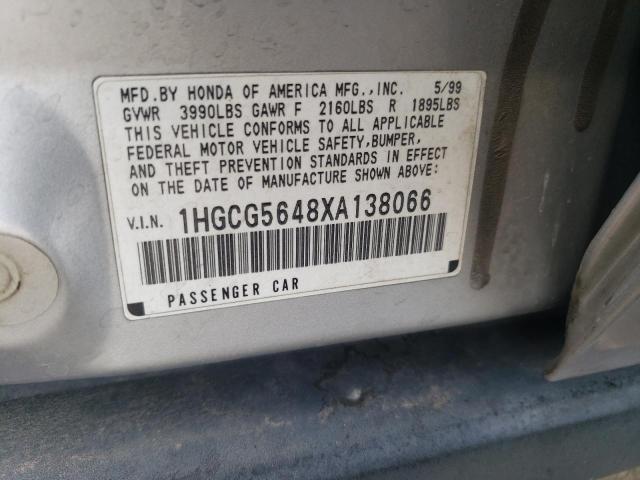 MFD.BY HONDA OF AMERICA MFG.,INC. 5/99
GVWR 3990LBS GAWR F 2160LBS R 1895LBS
THIS VEHICLE CONFORMS TO ALL APPLICABLE
FEDERAL MOTOR VEHICLE SAFETY,BUMPER,
AND THEFT PREVENTION STANDARDS IN EFFECT
ON THE DATE OF MANUFACTURE SHOWN ABOVE:
V.I.N. 1HGCG5648XA138066
PASSENGER CAR